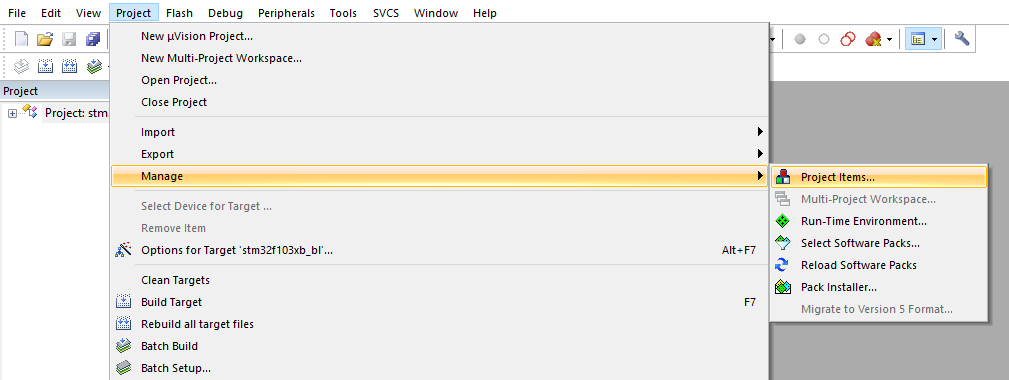 File Edit View Project Flash Debug Peripherals Tools SVCS Window Help
Project
Project: stm
New µVision Project...
New Multi-Project Workspace...
Open Project...
Close Project
Import
Export
Manage
Select Device for Target ...
Remove Item
Options for Target 'stm32f103xb_bl'... Alt+F7
Clean Targets
Build Target F7
Rebuild all target files
Batch Build
Batch Setup...
Project Items...
Multi-Project Workspace...
Run-Time Environment...
Select Software Packs...
Reload Software Packs
Pack Installer...
Migrate to Version 5 Format...